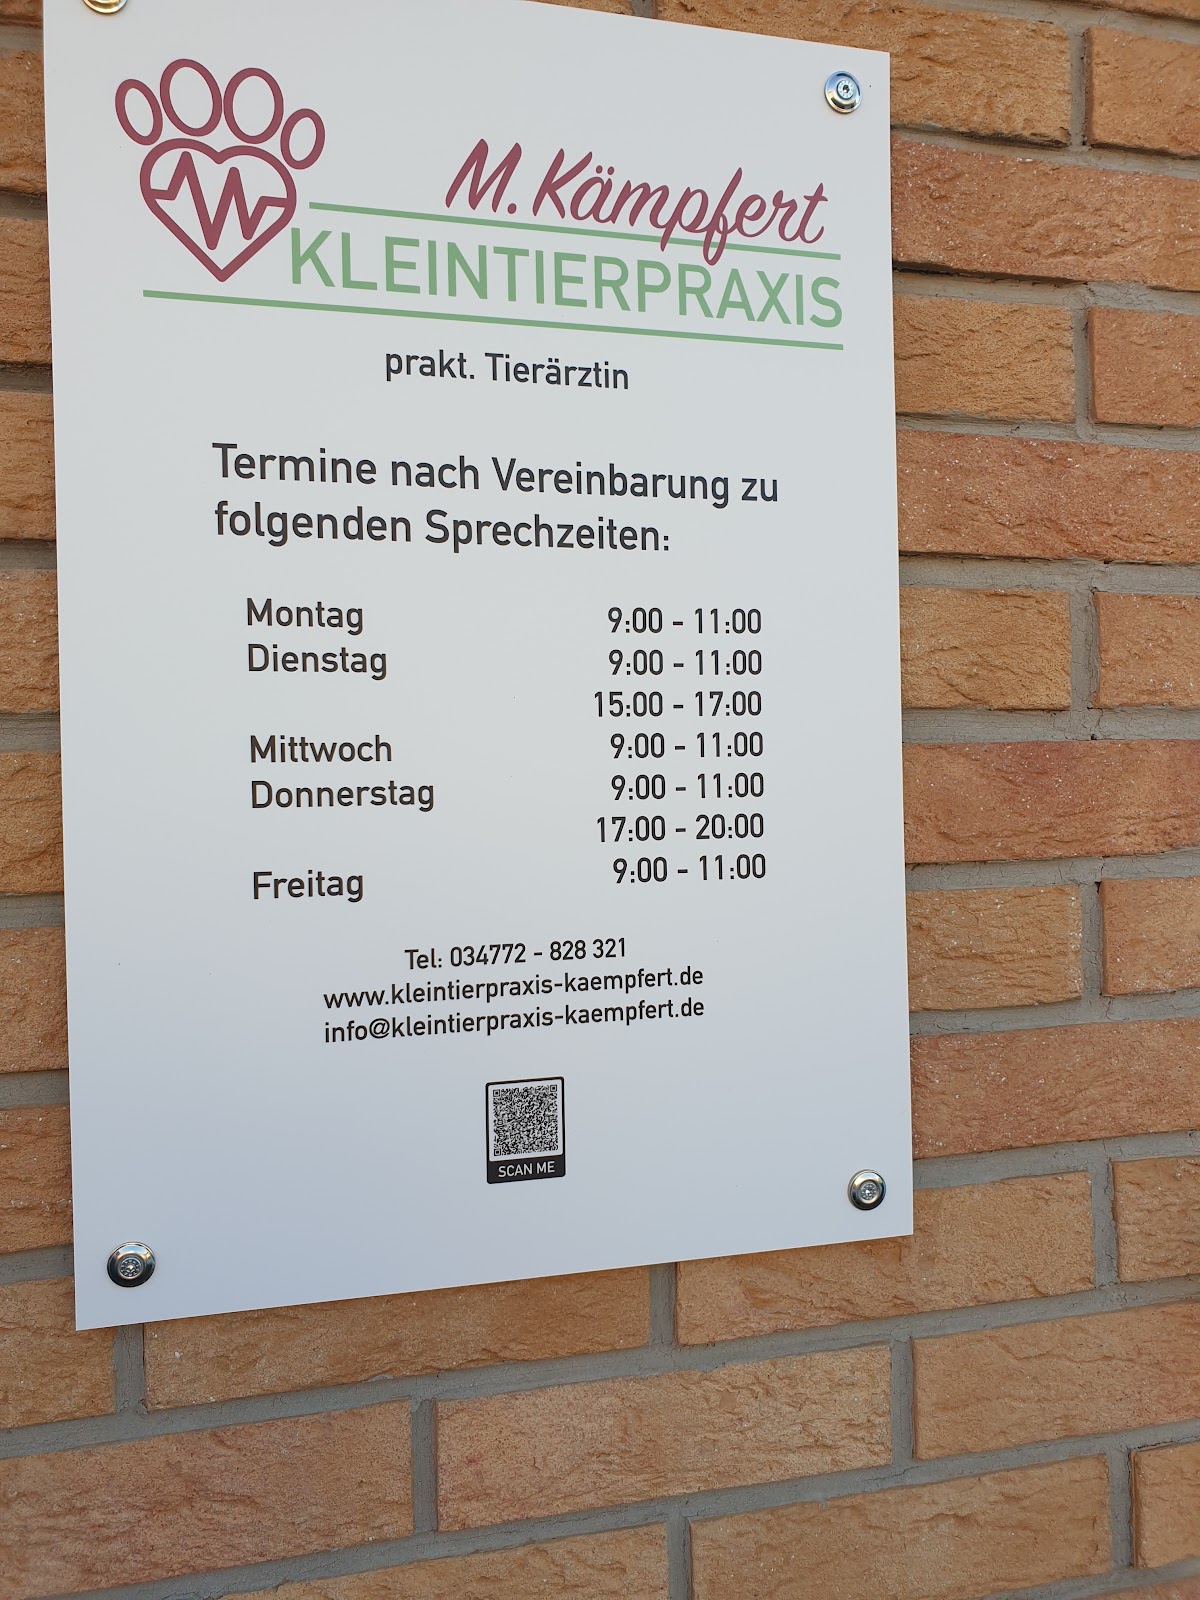 M. Kämpfert
KLEINTIERPRAXIS
prakt. Tierärztin
Termine nach Vereinbarung zu
folgenden Sprechzeiten:
Montag 9:00 - 11:00
Dienstag 9:00 - 11:00
15:00 - 17:00
Mittwoch 9:00 - 11:00
Donnerstag 9:00 - 11:00
17:00 - 20:00
Freitag 9:00 - 11:00
Tel: 034772 - 828 321
www.kleintierpraxis-kaempfert.de
info@kleintierpraxis-kaempfert.de
SCAN ME